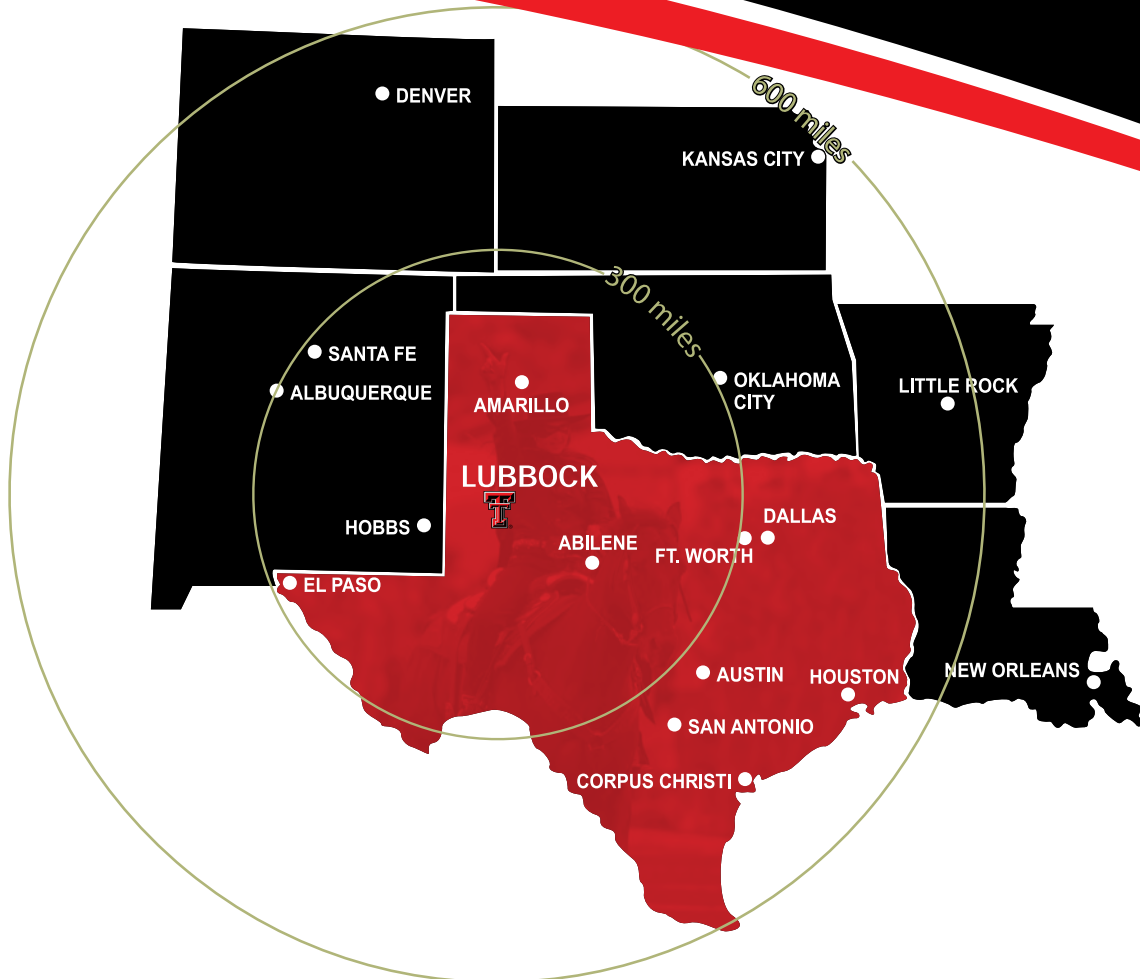 600 miles
DENVER
KANSAS CITY
300 miles
SANTA FE
ALBUQUERQUE
OKLAHOMA
CITY
LITTLE ROCK
AMARILLO
LUBBOCK
HOBBS
ABILENE
DALLAS
FT. WORTH
EL PASO
AUSTIN
HOUSTON
NEW ORLEANS
SAN ANTONIO
CORPUS CHRISTI